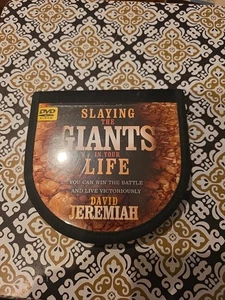 SLAYING
THE
GIANTS
IN YOUR
LIFE
DVD
YOU CAN WIN THE BATTLE
AND LIVE VICTORIOUSLY
DAVID
JEREMIAH